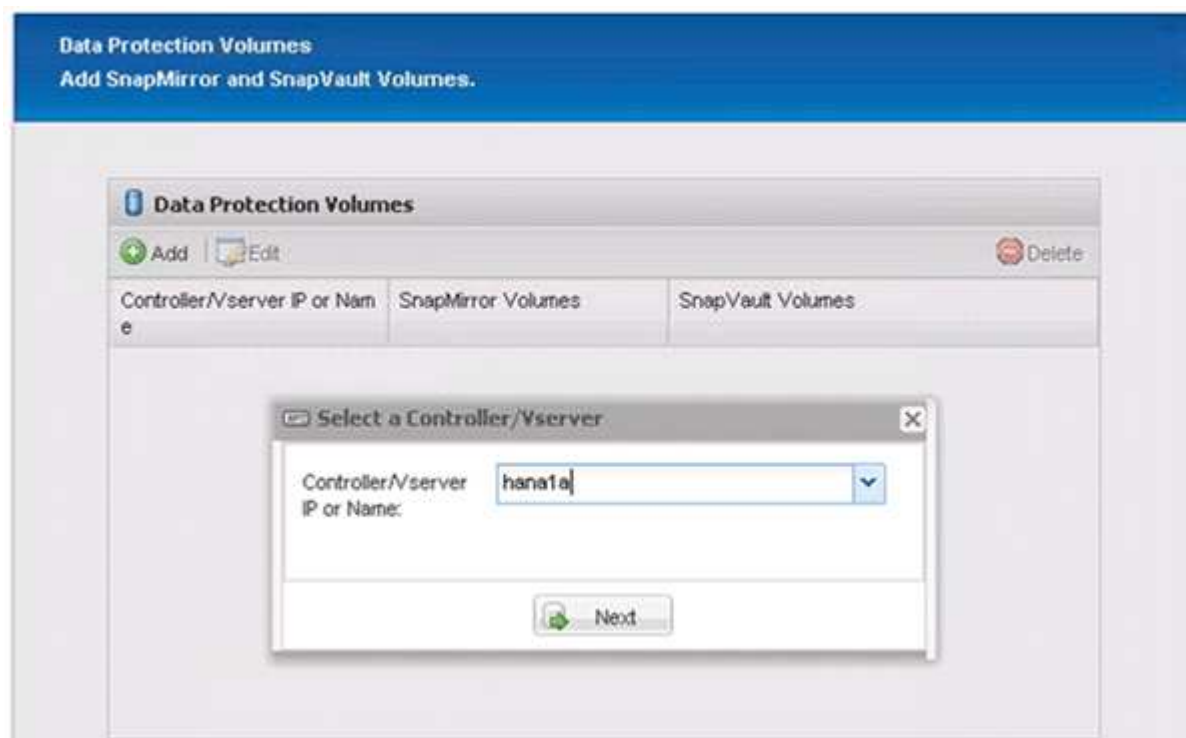 Data Protection Volumes
Add SnapMirror and SnapVault Volumes.
Data Protection Volumes
Add Edit Delete
Controller/Vserver IP or Nam SnapMirror Volumes SnapVault Volumes
e
Select a Controller/Vserver
Controller/Vserver hana1a
IP or Name:
Next